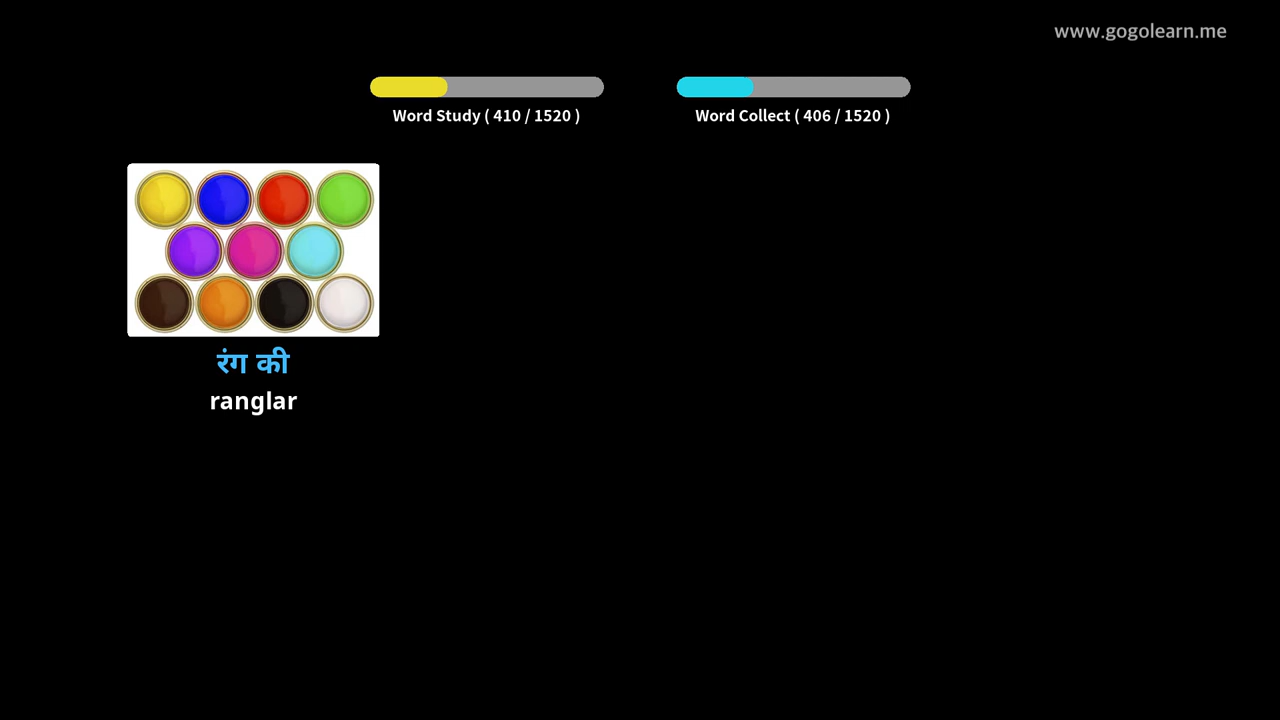 www.gogolearn.me
Word Study ( 410 / 1520 )
Word Collect ( 406 / 1520 )
रंग की
ranglar